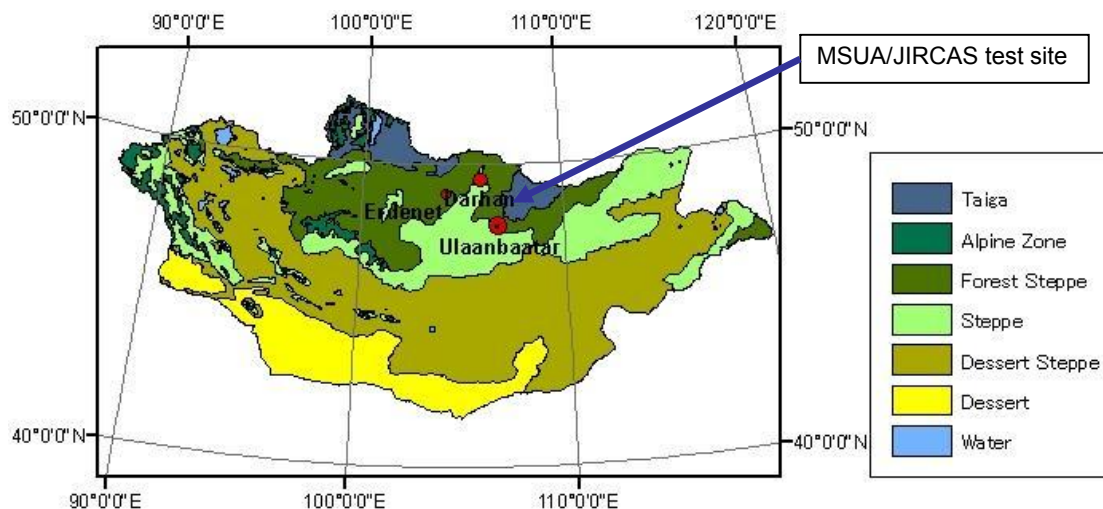 90°0'0"E 100°0'0"E 110°0'0"E 120°0'0"E
MSUA/JIRCAS test site
50°0'0"N 50°0'0"N
Darhan
Erdenet
Ulaanbaatar
Taiga
Alpine Zone
Forest Steppe
Steppe
Dessert Steppe
Dessert
Water
40°0'0"N 40°0'0"N
90°0'0"E 100°0'0"E 110°0'0"E